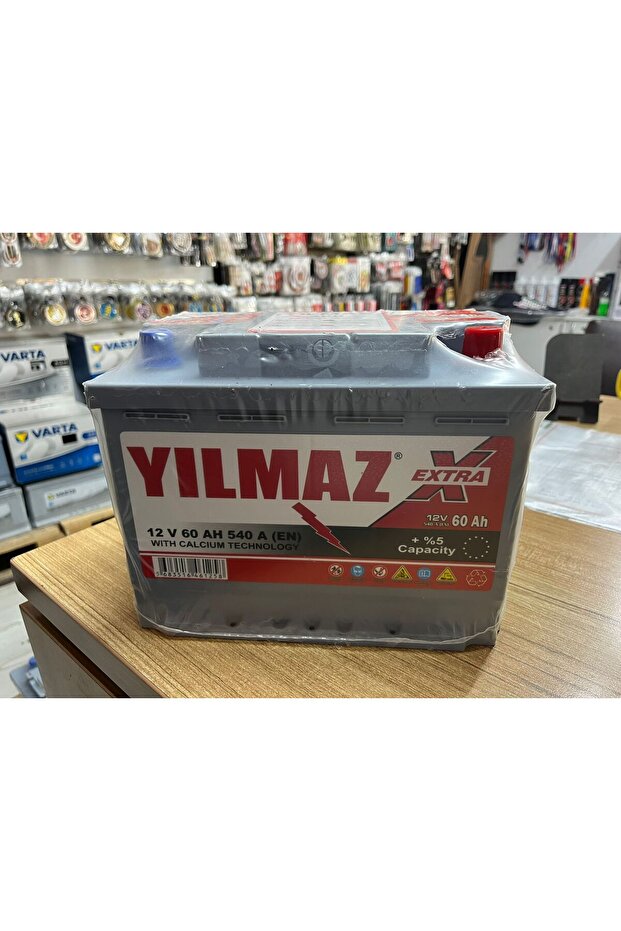 VARTA
VARTA
VARTA
YILMAZ®
EXTRA X
12V 60 Ah
12 V 60 AH 540 A (EN)
WITH CALCIUM TECHNOLOGY
+ %5
Capacity